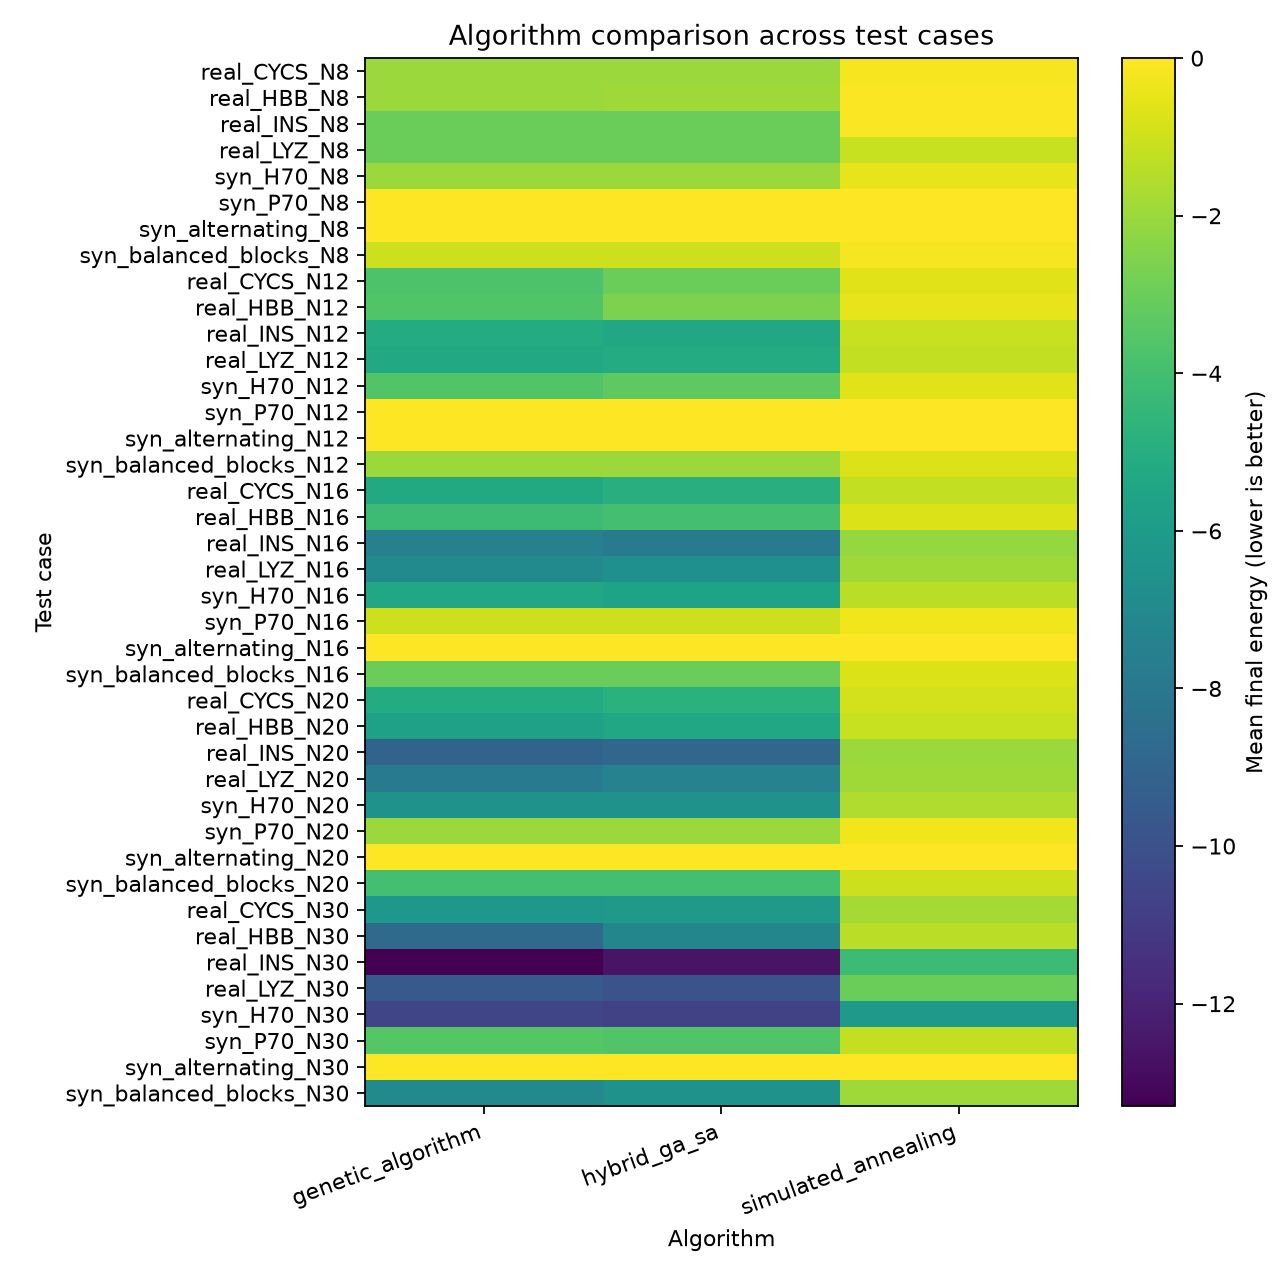 Algorithm comparison across test cases
real_CYCS_N8
real_HBB_N8
real_INS_N8
real_LYZ_N8
syn_H70_N8
syn_P70_N8
syn_alternating_N8
syn_balanced_blocks_N8
real_CYCS_N12
real_HBB_N12
real_INS_N12
real_LYZ_N12
syn_H70_N12
syn_P70_N12
syn_alternating_N12
syn_balanced_blocks_N12
real_CYCS_N16
real_HBB_N16
real_INS_N16
real_LYZ_N16
syn_H70_N16
syn_P70_N16
syn_alternating_N16
syn_balanced_blocks_N16
real_CYCS_N20
real_HBB_N20
real_INS_N20
real_LYZ_N20
syn_H70_N20
syn_P70_N20
syn_alternating_N20
syn_balanced_blocks_N20
real_CYCS_N30
real_HBB_N30
real_INS_N30
real_LYZ_N30
syn_H70_N30
syn_P70_N30
syn_alternating_N30
syn_balanced_blocks_N30
Test case
genetic_algorithm
hybrid_ga_sa
simulated_annealing
Algorithm
0
−2
−4
−6
−8
−10
−12
Mean final energy (lower is better)